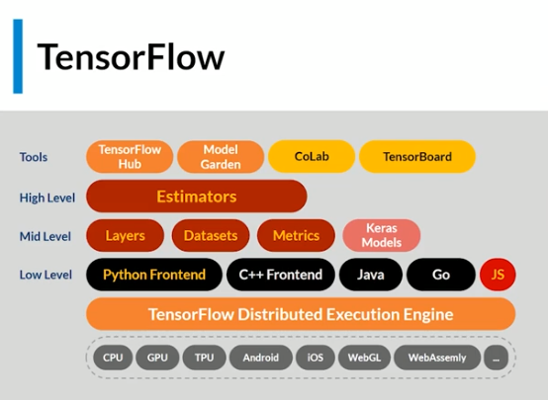 TensorFlow
Tools
TensorFlow
Hub
Model
Garden
CoLab
TensorBoard
High Level
Estimators
Mid Level
Layers
Datasets
Metrics
Keras
Models
Low Level
Python Frontend
C++ Frontend
Java
Go
JS
TensorFlow Distributed Execution Engine
CPU
GPU
TPU
Android
iOS
WebGL
WebAssemly
...